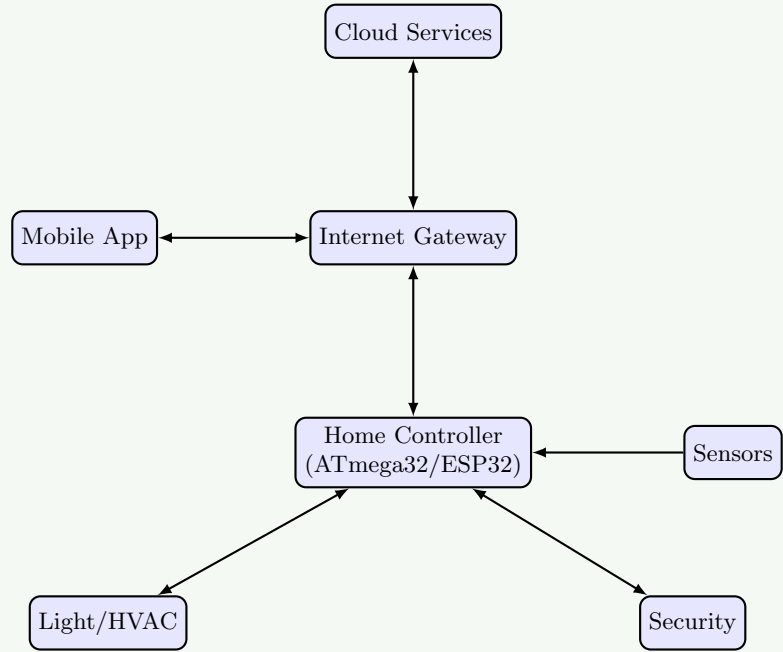 Cloud Services
Mobile App
Internet Gateway
Home Controller
(ATmega32/ESP32)
Sensors
Light/HVAC
Security